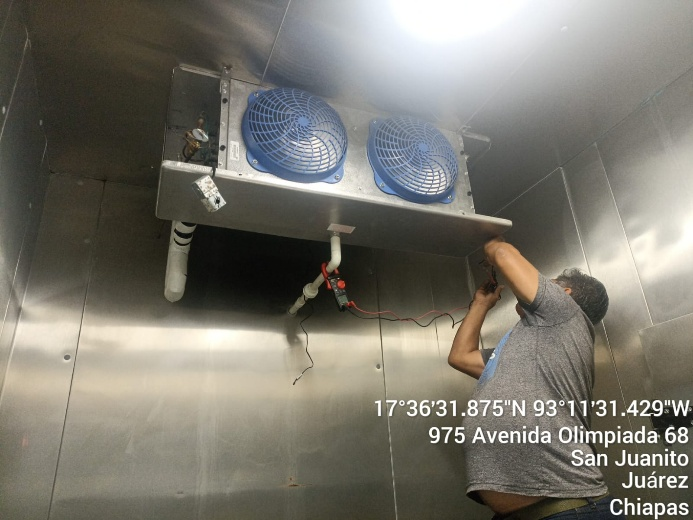 17°36'31.875"N 93°11'31.429"W
975 Avenida Olimpiada 68
San Juanito
Juárez
Chiapas